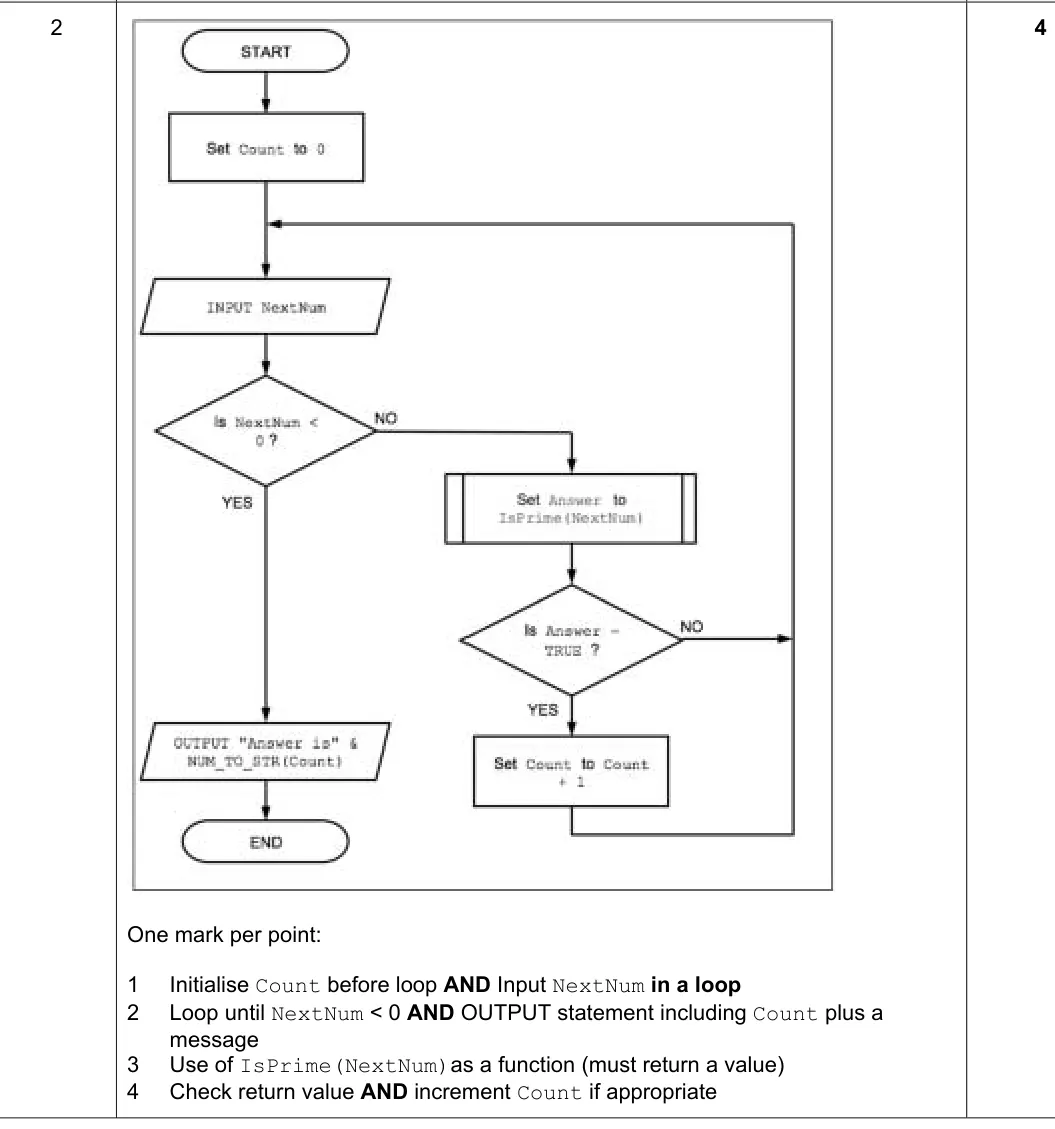 2
4
START
Set Count to 0
INPUT NextNum
Is NextNum <
0 ?
NO
YES
Set Answer to
IsPrime(NextNum)
Is Answer =
TRUE ?
NO
YES
Set Count to Count
+ 1
OUTPUT "Answer is" &
NUM_TO_STR(Count)
END
One mark per point:
1 Initialise Count before loop AND Input NextNum in a loop
2 Loop until NextNum < 0 AND OUTPUT statement including Count plus a
message
3 Use of IsPrime(NextNum) as a function (must return a value)
4 Check return value AND increment Count if appropriate